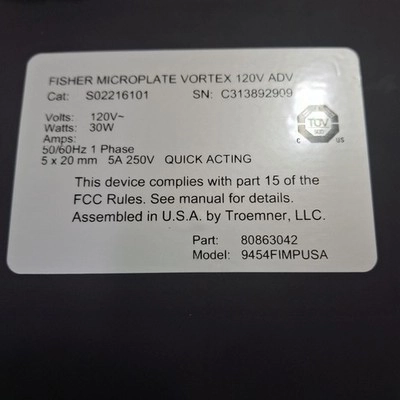 FISHER MICROPLATE VORTEX 120V ADV
Cat: S02216101 SN: C313892909
Volts: 120V~
Watts: 30W
Amps:
50/60Hz 1 Phase
5 x 20 mm 5A 250V QUICK ACTING
TÜV
C US
This device complies with part 15 of the
FCC Rules. See manual for details.
Assembled in U.S.A. by Troemner, LLC.
Part: 80863042
Model: 9454FIMPUSA